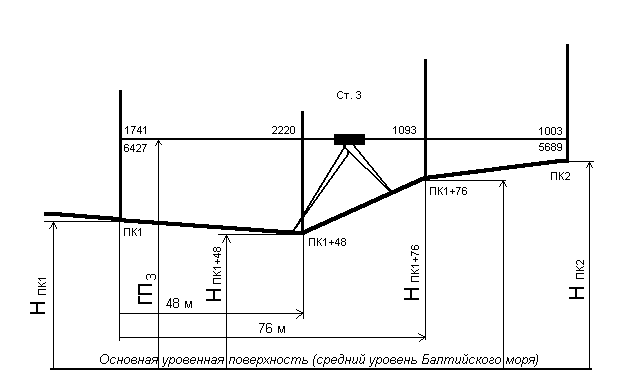 Ст. 3
1741 2220 1093 1003
6427 5689
ПК1 ПК1+48 ПК1+76 ПК2
Н ПК1
ГП3
Н ПК1+48
Н ПК1+76
Н ПК2
48 м
76 м
Основная уровенная поверхность (средний уровень Балтийского моря)